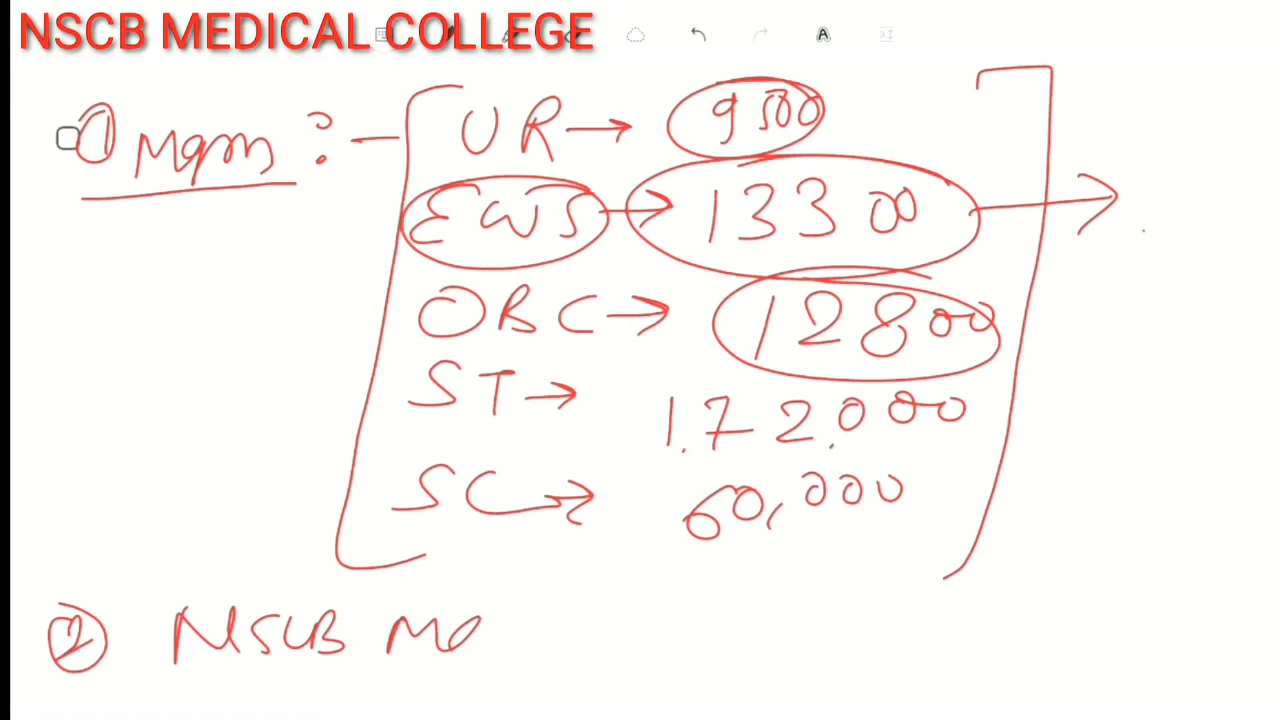 NSCB MEDICAL COLLEGE
① Mgm :-
UR → 9500
EWS → 13300
OBC → 12800
ST → 1.72.000
SC → 60,000
② NSCB MC